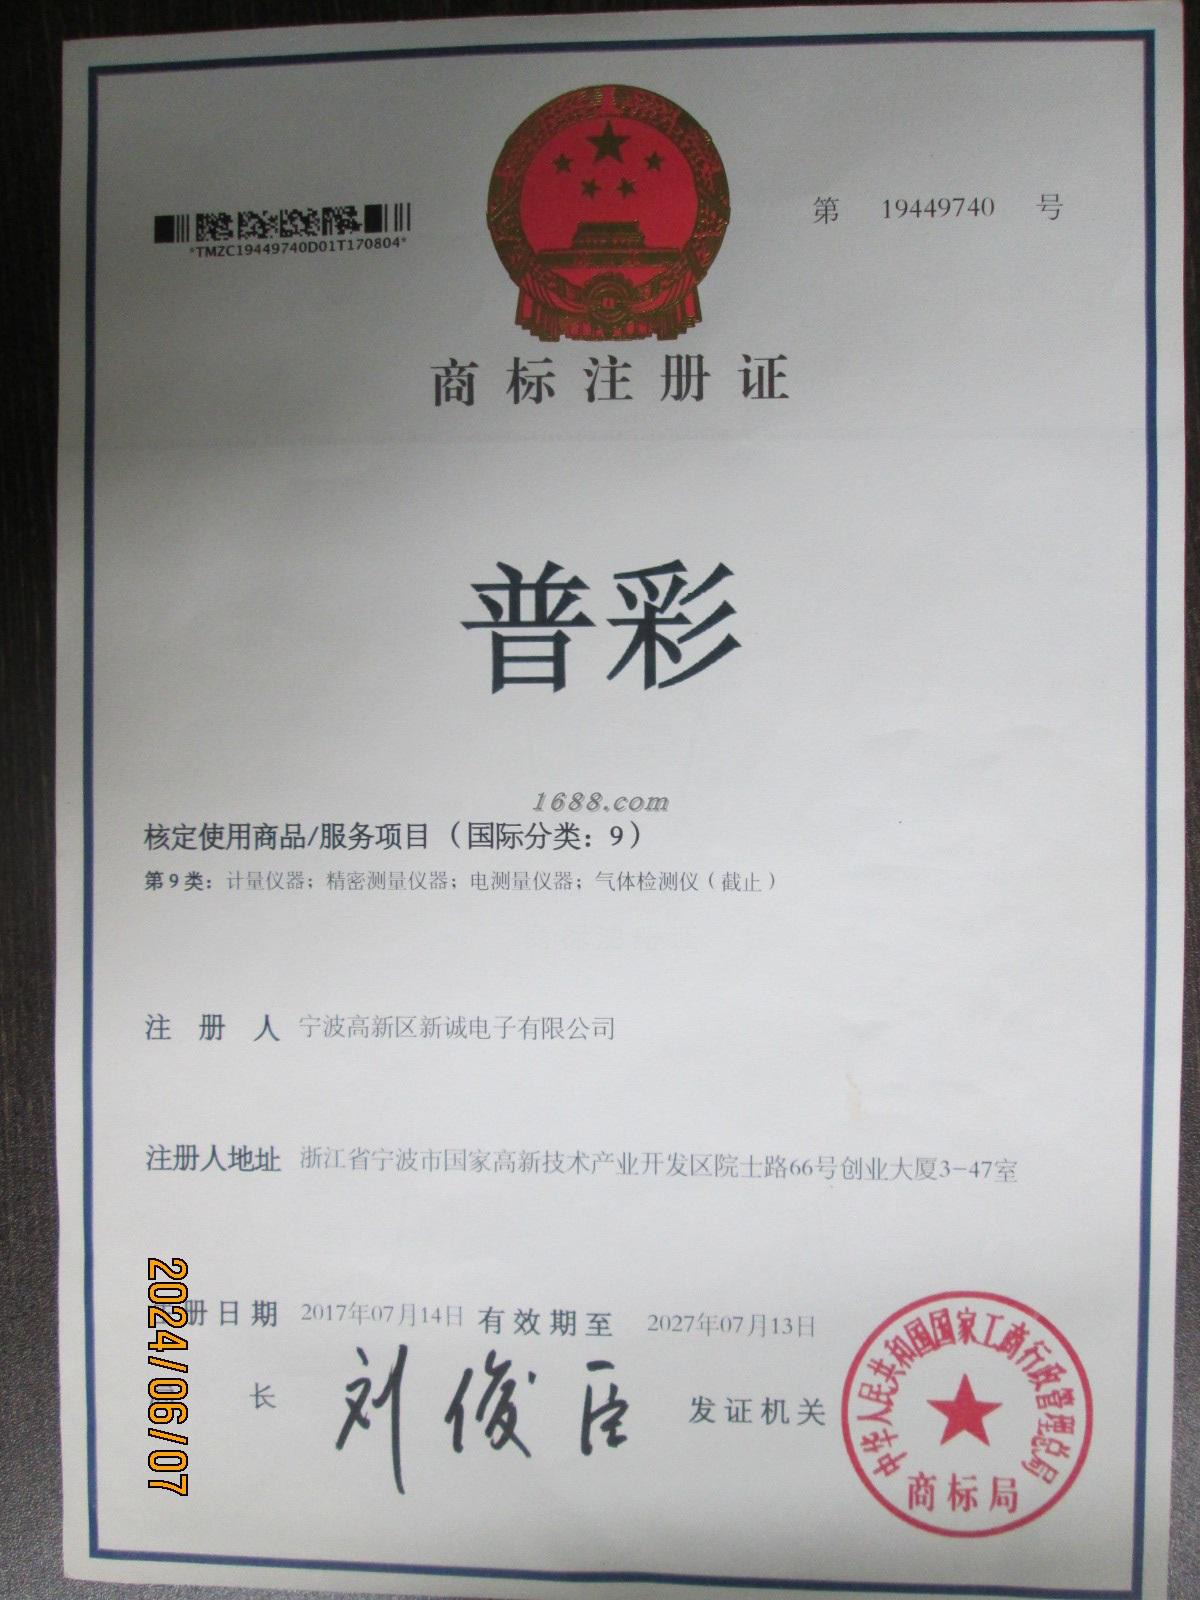 第 19449740 号
*TMZC19449740D01T170804*
商标注册证
普彩
1688.com
核定使用商品/服务项目（国际分类：9）
第9类：计量仪器；精密测量仪器；电测量仪器；气体检测仪（截止）
注册人 宁波高新区新诚电子有限公司
注册人地址 浙江省宁波市国家高新技术产业开发区院士路66号创业大厦3-47室
册日期 2017年07月14日 有效期至 2027年07月13日
长 刘俊臣 发证机关
中华人民共和国国家工商行政管理总局
商标局
2024/06/07